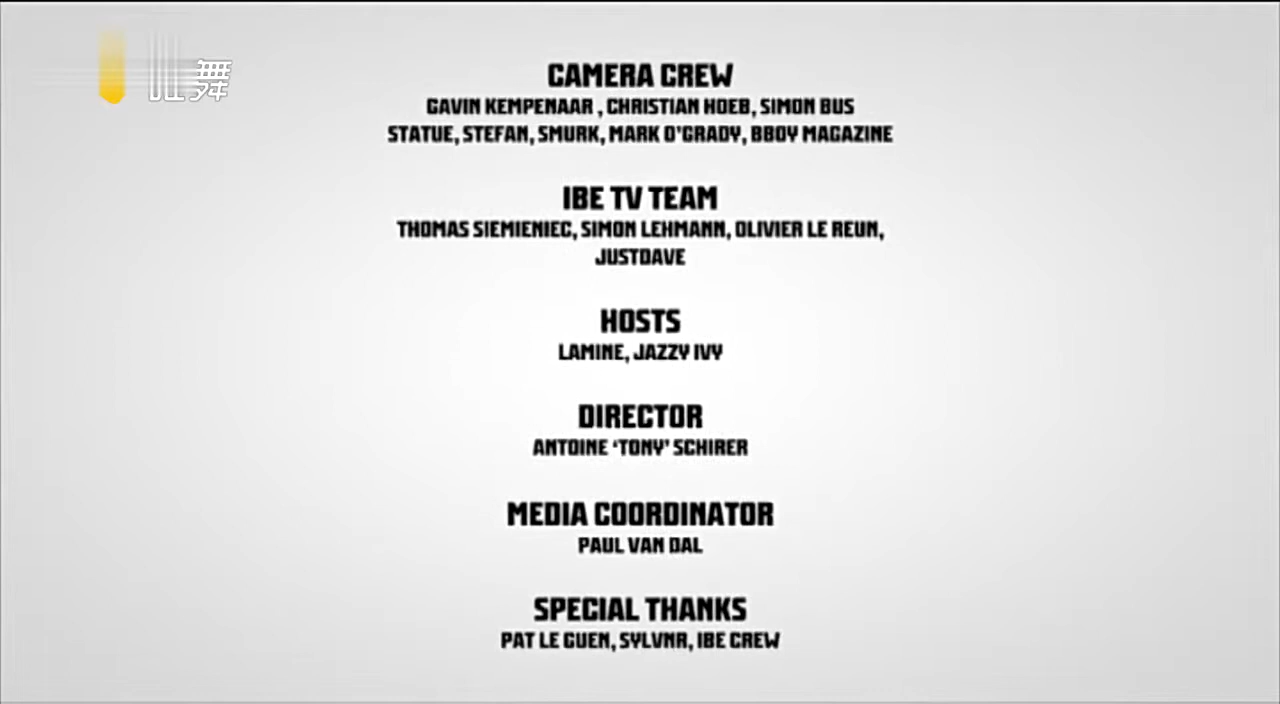 舞
CAMERA CREW
GAVIN KEMPENAAR , CHRISTIAN HOEB, SIMON BUS
STATUE, STEFAN, SMURK, MARK O'GRADY, BBOY MAGAZINE
IBE TV TEAM
THOMAS SIEMIENIEC, SIMON LEHMANN, OLIVIER LE REUN,
JUSTDAVE
HOSTS
LAMINE, JAZZY IVY
DIRECTOR
ANTOINE ‘TONY’ SCHIRER
MEDIA COORDINATOR
PAUL VAN DAL
SPECIAL THANKS
PAT LE GUEN, SYLVNR, IBE CREW